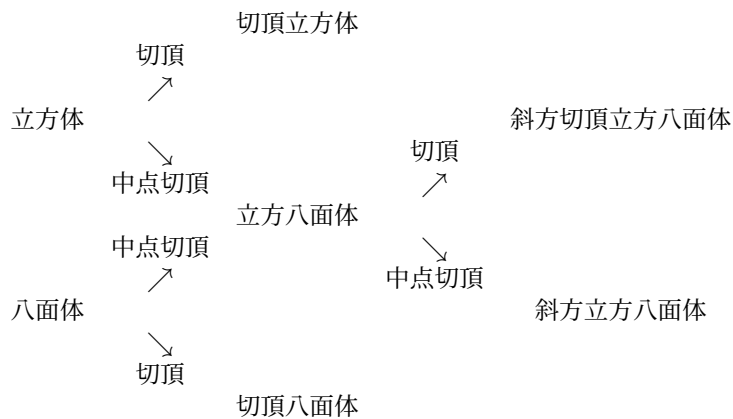 切頂立方体
切頂
↗
立方体
斜方切頂立方八面体
↘
切頂
中点切頂
↗
立方八面体
中点切頂
↗
↘
中点切頂
八面体
斜方立方八面体
↘
切頂
切頂八面体